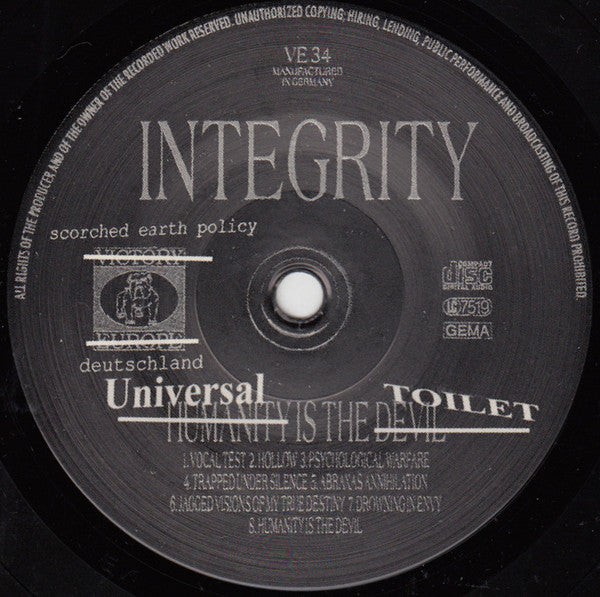 ALL RIGHTS OF THE PRODUCER AND OF THE OWNER OF THE RECORDED WORK RESERVED. UNAUTHORIZED COPYING, HIRING, LENDING, PUBLIC PERFORMANCE AND BROADCASTING OF THIS RECORD PROHIBITED.
VE 34
MANUFACTURED
IN GERMANY
INTEGRITY
scorched earth policy
VICTORY
EUROPE
deutschland
COMPACT
disc
DIGITAL AUDIO
LC 7519
GEMA
Universal
TOILET
HUMANITY IS THE DEVIL
1.VOCAL TEST 2.HOLLOW 3.PSYCHOLOGICAL WARFARE
4.TRAPPED UNDER SILENCE 5.ABRAXAS ANNIHILATION
6.JAGGED VISIONS OF MY TRUE DESTINY 7.DROWNING IN ENVY
8.HUMANITY IS THE DEVIL